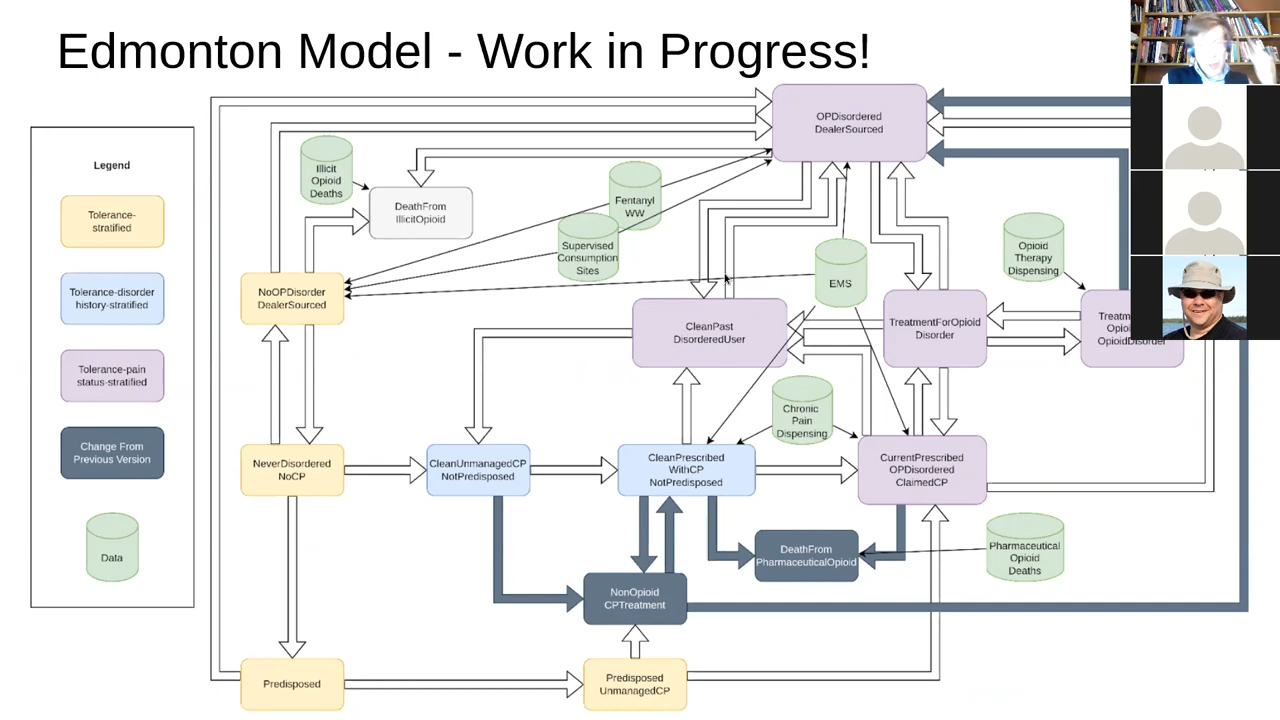 Edmonton Model - Work in Progress!
Legend
Tolerance-
stratified
Tolerance-disorder
history-stratified
Tolerance-pain
status-stratified
Change From
Previous Version
Data
OPDisordered
DealerSourced
Illicit
Opioid
Deaths
DeathFrom
IllicitOpioid
Fentanyl
WW
Supervised
Consumption
Sites
EMS
Opioid
Therapy
Dispensing
NoOPDisorder
DealerSourced
CleanPast
DisorderedUser
TreatmentForOpioid
Disorder
OpioidDisorder
Chronic
Pain
Dispensing
NeverDisordered
NoCP
CleanUnmanagedCP
NotPredisposed
CleanPrescribed
WithCP
NotPredisposed
CurrentPrescribed
OPDisordered
ClaimedCP
DeathFrom
PharmaceuticalOpioid
Pharmaceutical
Opioid
Deaths
NonOpioid
CPTreatment
Predisposed
Predisposed
UnmanagedCP